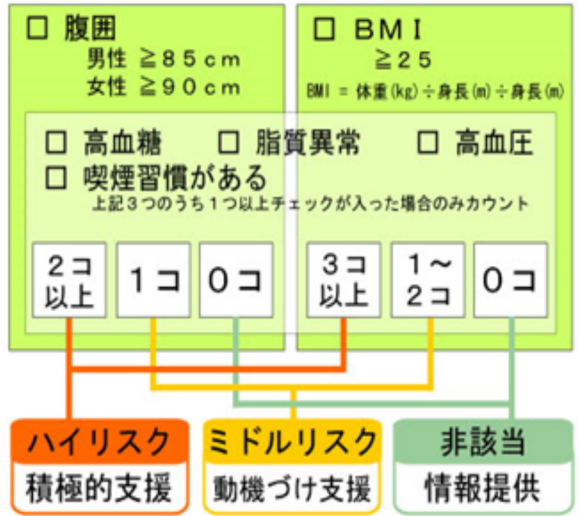 □ 腹囲
男性 ≧85cm
女性 ≧90cm
□ BMI
≧25
BMI = 体重(kg)÷身長(m)÷身長(m)
□ 高血糖 □ 脂質異常 □ 高血圧
□ 喫煙習慣がある
上記3つのうち1つ以上チェックが入った場合のみカウント
2コ
以上
1コ
0コ
3コ
以上
1～
2コ
0コ
ハイリスク
積極的支援
ミドルリスク
動機づけ支援
非該当
情報提供